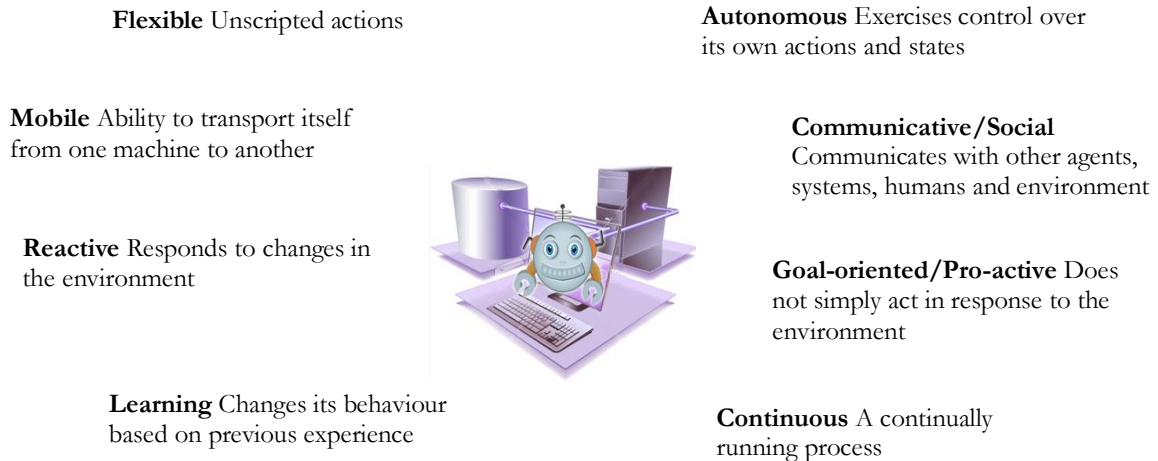 Flexible Unscripted actions
Autonomous Exercises control over
its own actions and states
Mobile Ability to transport itself
from one machine to another
Communicative/Social
Communicates with other agents,
systems, humans and environment
Reactive Responds to changes in
the environment
Goal-oriented/Pro-active Does
not simply act in response to the
environment
Learning Changes its behaviour
based on previous experience
Continuous A continually
running process